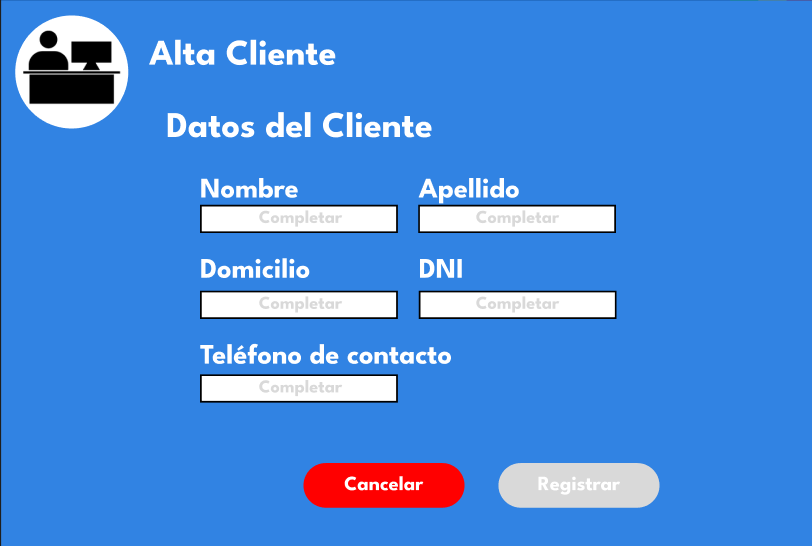 Alta Cliente
Datos del Cliente
Nombre Apellido
Completar Completar
Domicilio DNI
Completar Completar
Teléfono de contacto
Completar
Cancelar Registrar